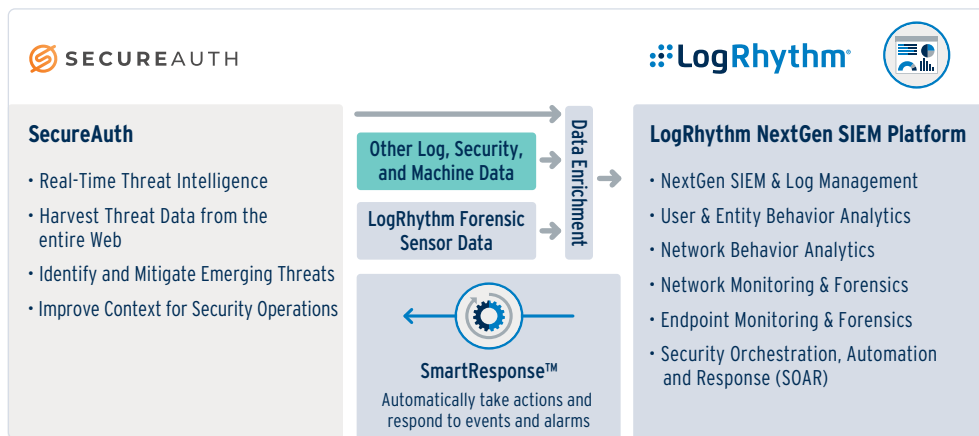 SECUREAUTH
LogRhythm®
SecureAuth
• Real-Time Threat Intelligence
• Harvest Threat Data from the
entire Web
• Identify and Mitigate Emerging Threats
• Improve Context for Security Operations
Other Log, Security,
and Machine Data
LogRhythm Forensic
Sensor Data
Data Enrichment
SmartResponse™
Automatically take actions and
respond to events and alarms
LogRhythm NextGen SIEM Platform
• NextGen SIEM & Log Management
• User & Entity Behavior Analytics
• Network Behavior Analytics
• Network Monitoring & Forensics
• Endpoint Monitoring & Forensics
• Security Orchestration, Automation
and Response (SOAR)